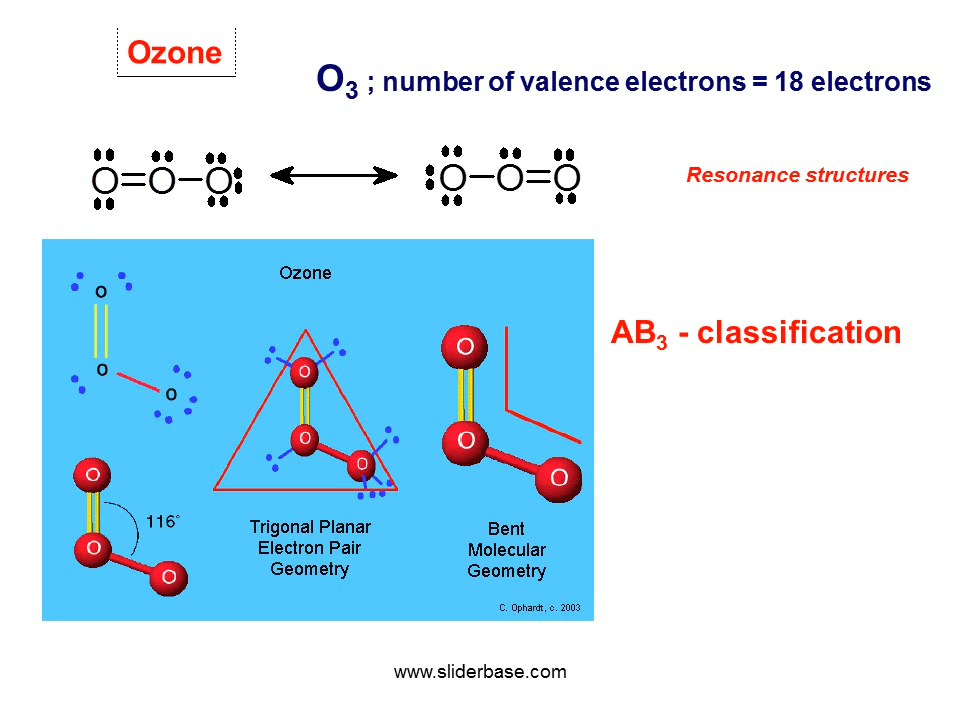 Ozone
O3 ; number of valence electrons = 18 electrons
O=O–O O–O=O
Resonance structures
Ozone
O
O
O
O
O
O
O
O
O
AB3 - classification
O
O
O
116°
Trigonal Planar
Electron Pair
Geometry
Bent
Molecular
Geometry
C. Ophardt, c. 2003
www.sliderbase.com